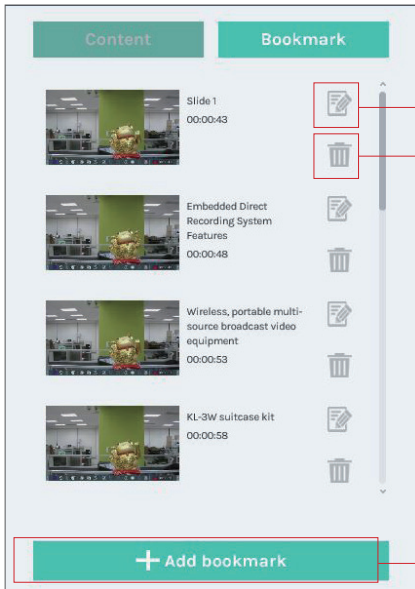 Content
Bookmark
Slide 1
00:00:43
Embedded Direct
Recording System
Features
00:00:48
Wireless, portable multi-
source broadcast video
equipment
00:00:53
KL-3W suitcase kit
00:00:58
Add bookmark